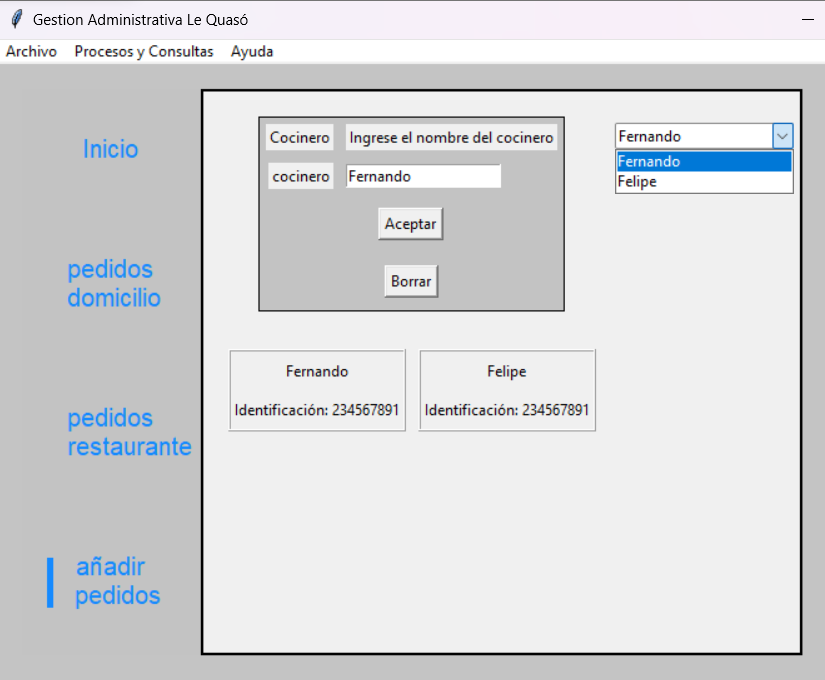 Gestion Administrativa Le Quasó
Archivo Procesos y Consultas Ayuda
Inicio
pedidos
domicilio
pedidos
restaurante
añadir
pedidos
Cocinero Ingrese el nombre del cocinero
cocinero Fernando
Aceptar
Borrar
Fernando
Fernando
Felipe
Fernando
Identificación: 234567891
Felipe
Identificación: 234567891